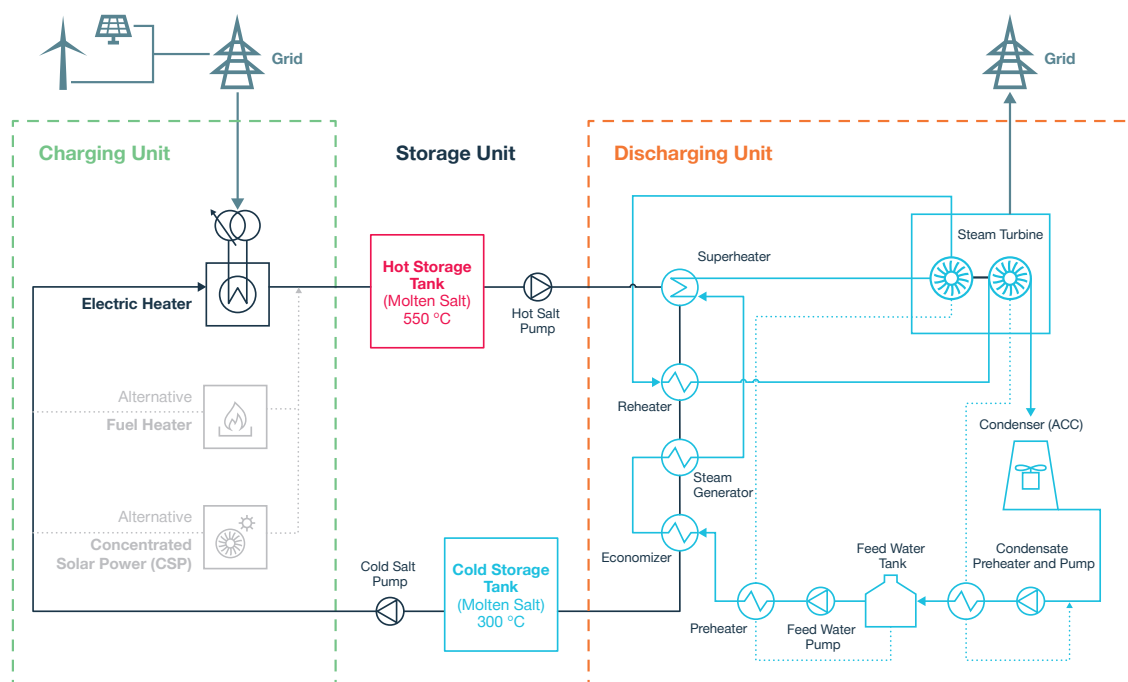 Grid
Grid
Charging Unit
Storage Unit
Discharging Unit
Steam Turbine
Superheater
Hot Storage
Tank
(Molten Salt)
550 °C
Electric Heater
Hot Salt
Pump
Alternative
Fuel Heater
Reheater
Condenser (ACC)
Steam
Generator
Alternative
Concentrated
Solar Power (CSP)
Economizer
Cold Salt
Pump
Cold Storage
Tank
(Molten Salt)
300 °C
Feed Water
Tank
Condensate
Preheater and Pump
Preheater
Feed Water
Pump